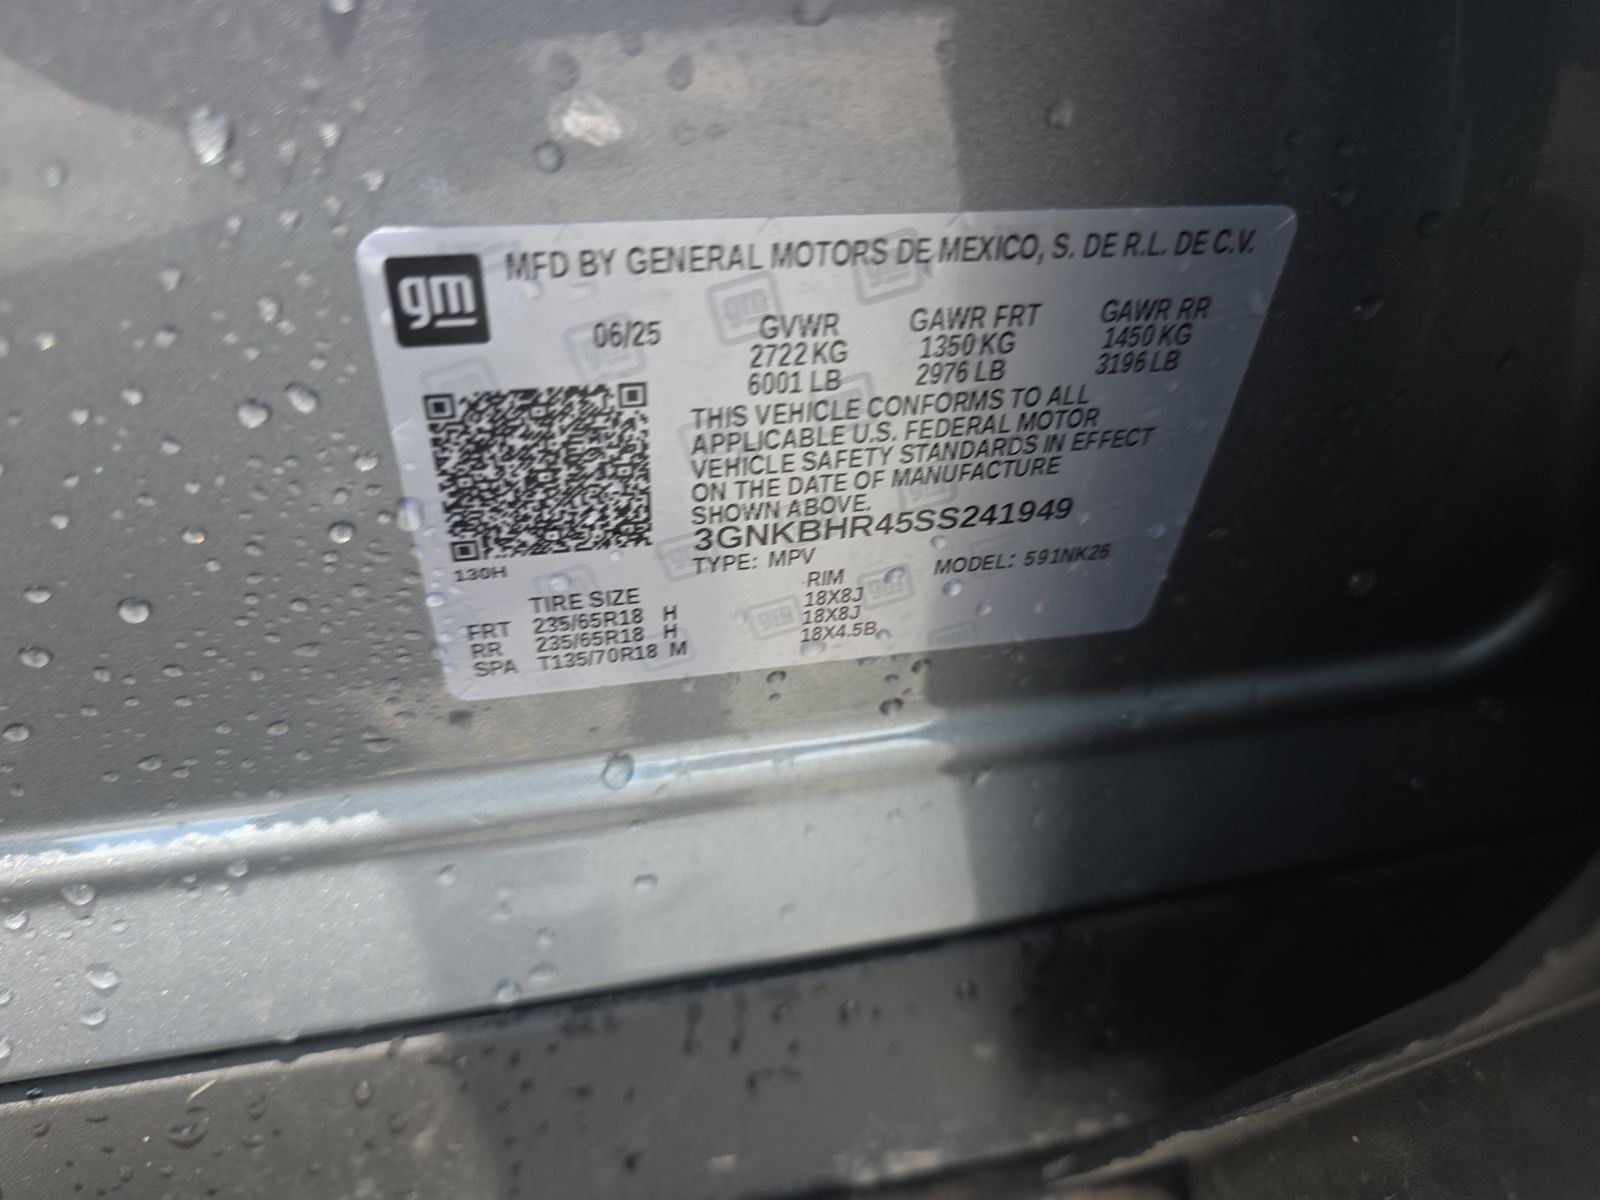 gm
MFD BY GENERAL MOTORS DE MEXICO, S. DE R.L. DE C.V.
06/25
GVWR GAWR FRT GAWR RR
2722 KG 1350 KG 1450 KG
6001 LB 2976 LB 3196 LB
THIS VEHICLE CONFORMS TO ALL
APPLICABLE U.S. FEDERAL MOTOR
VEHICLE SAFETY STANDARDS IN EFFECT
ON THE DATE OF MANUFACTURE
SHOWN ABOVE.
3GNKBHR45SS241949
TYPE: MPV MODEL: 591NK26
130H
TIRE SIZE RIM
FRT 235/65R18 H 18X8J
RR 235/65R18 H 18X8J
SPA T135/70R18 M 18X4.5B